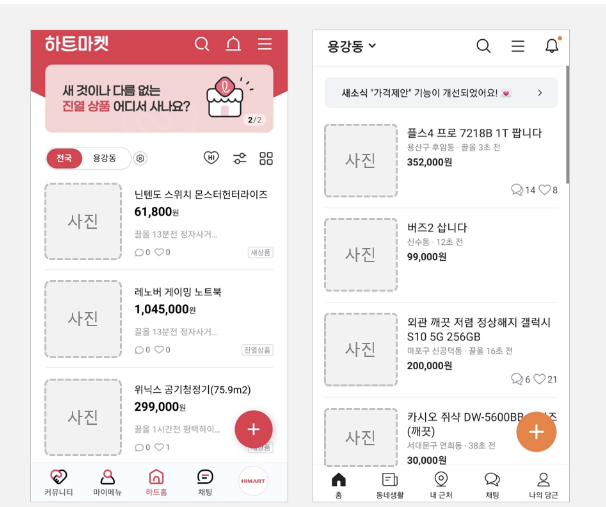 하트마켓
새 것이나 다름 없는
진열 상품 어디서 사나요?
2/2
전국 용강동
사진
닌텐도 스위치 몬스터헌터라이즈
61,800원
끌올 13분전 정자사거...
0 0 새상품
사진
레노버 게이밍 노트북
1,045,000원
끌올 13분전 정자사거...
0 0 진열상품
사진
위닉스 공기청정기(75.9m2)
299,000원
끌올 1시간전 평택하이...
0 1
커뮤니티 마이메뉴 하트홈 채팅 HIMART
용강동
새소식 "가격제안" 기능이 개선되었어요!
사진
플스4 프로 7218B 1T 팝니다
용산구 후암동 · 끌올 3초 전
352,000원
14 8
사진
버즈2 삽니다
신수동 · 12초 전
99,000원
사진
외관 깨끗 저렴 정상해지 갤럭시
S10 5G 256GB
마포구 신공덕동 · 끌올 16초 전
200,000원
6 21
사진
카시오 쥐샥 DW-5600BB
(깨끗)
서대문구 연희동 · 38초 전
30,000원
홈 동네생활 내 근처 채팅 나의 당근